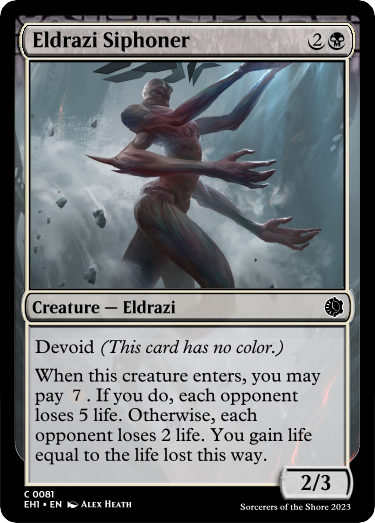 Eldrazi Siphoner 2
Creature — Eldrazi
Devoid (This card has no color.)
When this creature enters, you may
pay 7 . If you do, each opponent
loses 5 life. Otherwise, each
opponent loses 2 life. You gain life
equal to the life lost this way.
2/3
C 0081
EH1 • EN ALEX HEATH
Sorcerers of the Shore 2023